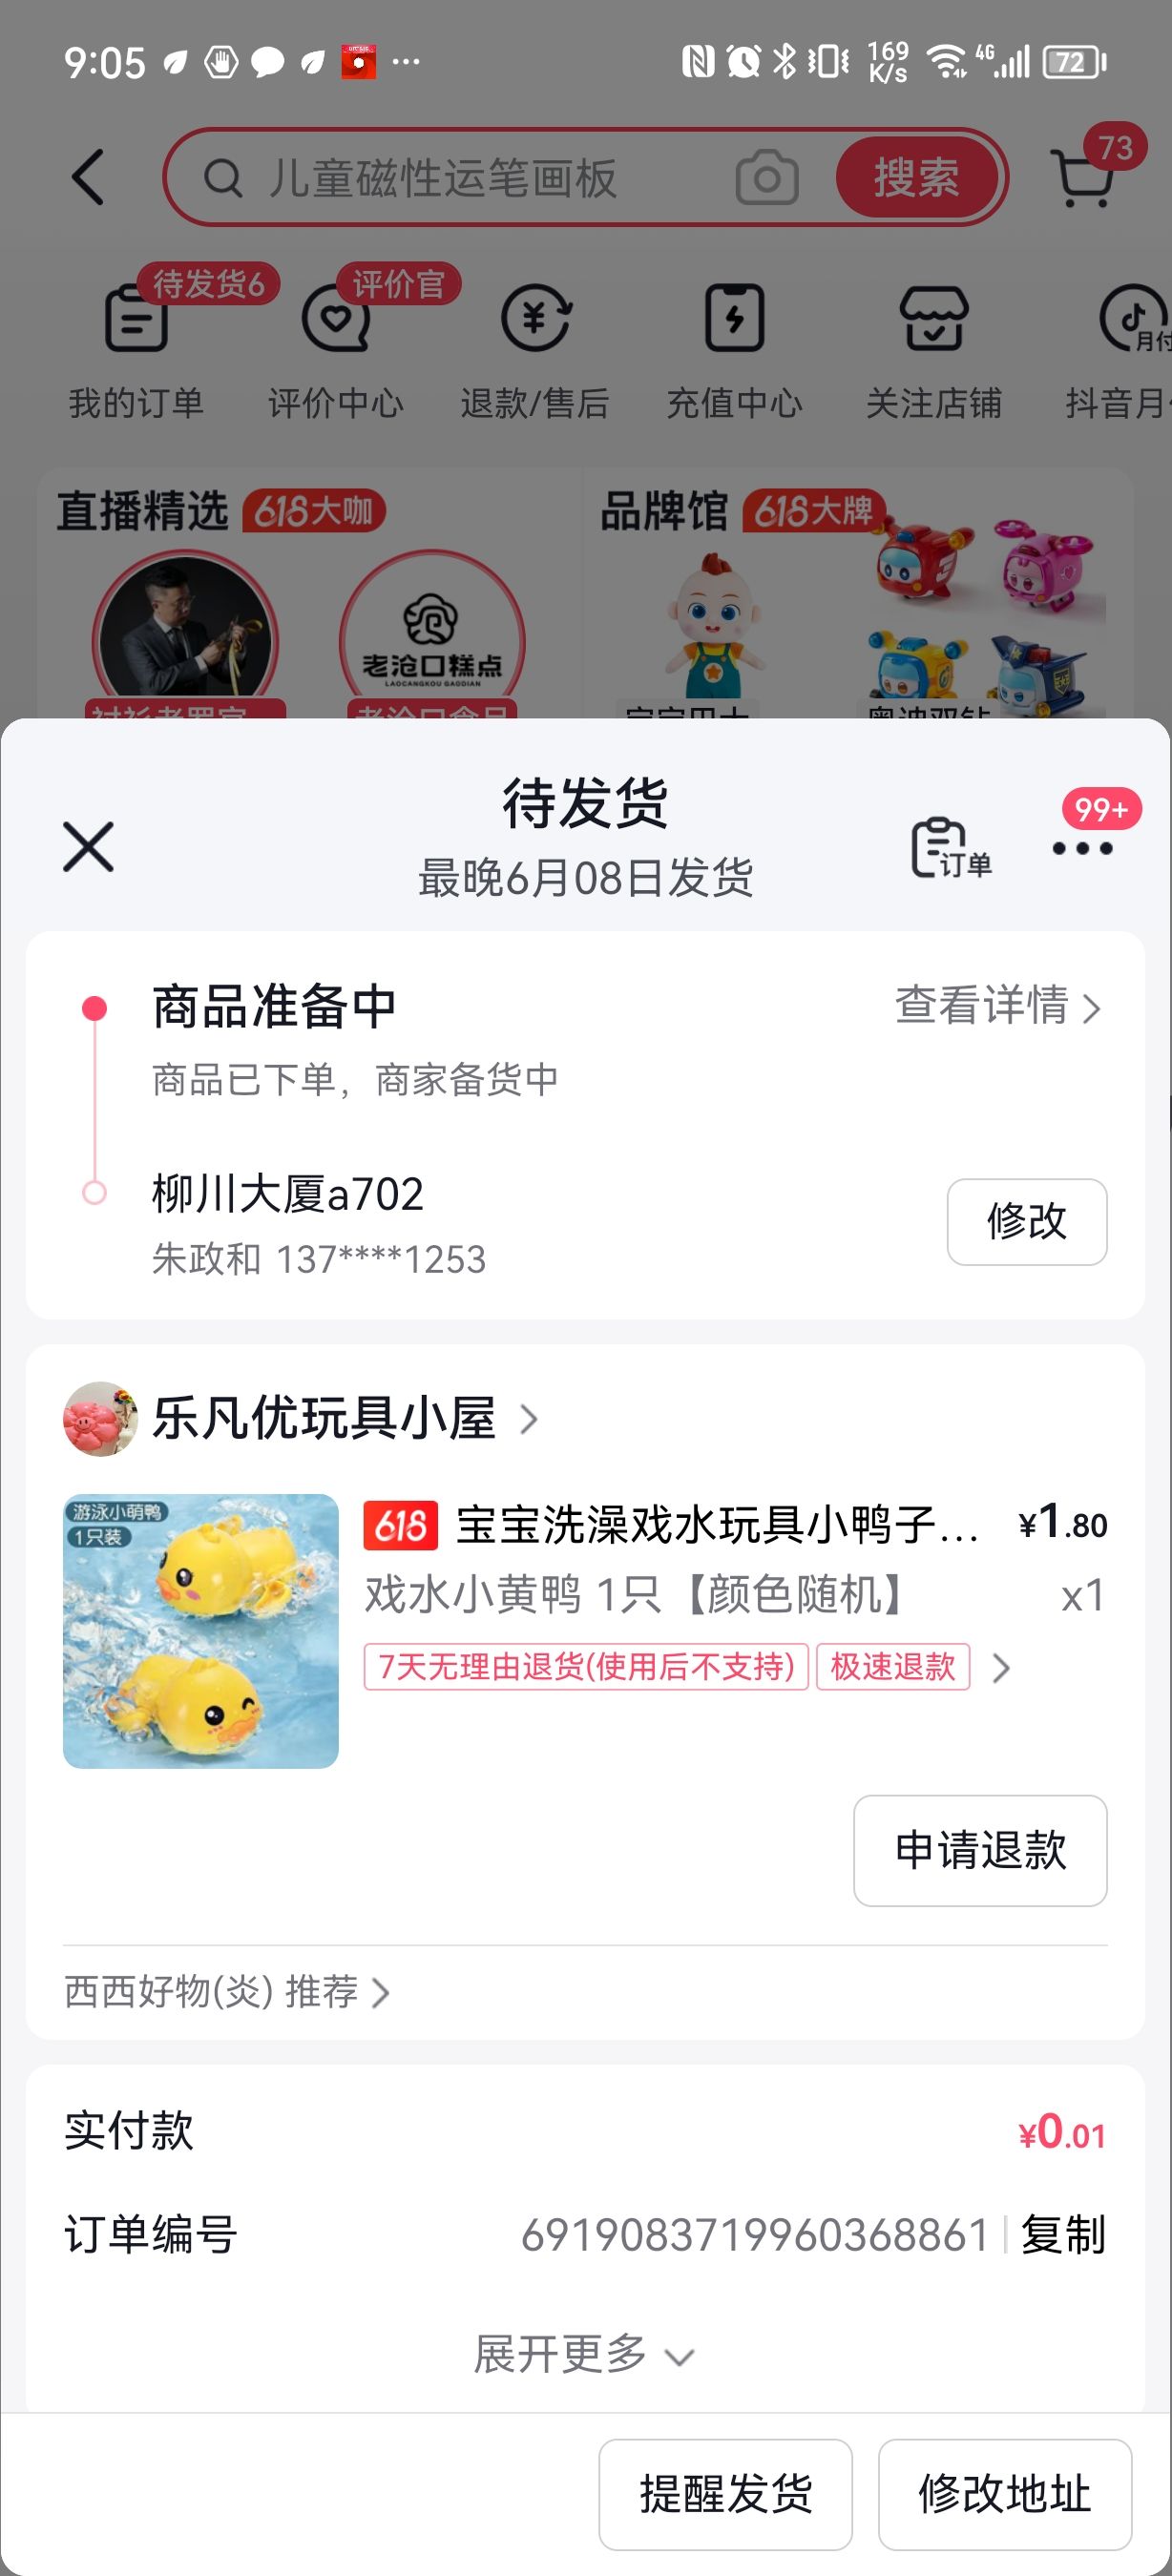 9:05
169
K/s
4G
72
儿童磁性运笔画板
搜索
73
待发货6
评价官
我的订单
评价中心
退款/售后
充值中心
关注店铺
月付
抖音月
直播精选
618大咖
品牌馆
618大牌
老沧口糕点
LAOCANGKOU GAODIAN
待发货
最晚6月08日发货
订单
99+
商品准备中
查看详情
商品已下单，商家备货中
柳川大厦a702
朱政和 137****1253
修改
乐凡优玩具小屋
游泳小萌鸭
1只装
618 宝宝洗澡戏水玩具小鸭子...
¥1.80
戏水小黄鸭 1只【颜色随机】
x1
7天无理由退货(使用后不支持)
极速退款
申请退款
西西好物(炎) 推荐
实付款
¥0.01
订单编号
6919083719960368861
复制
展开更多
提醒发货
修改地址